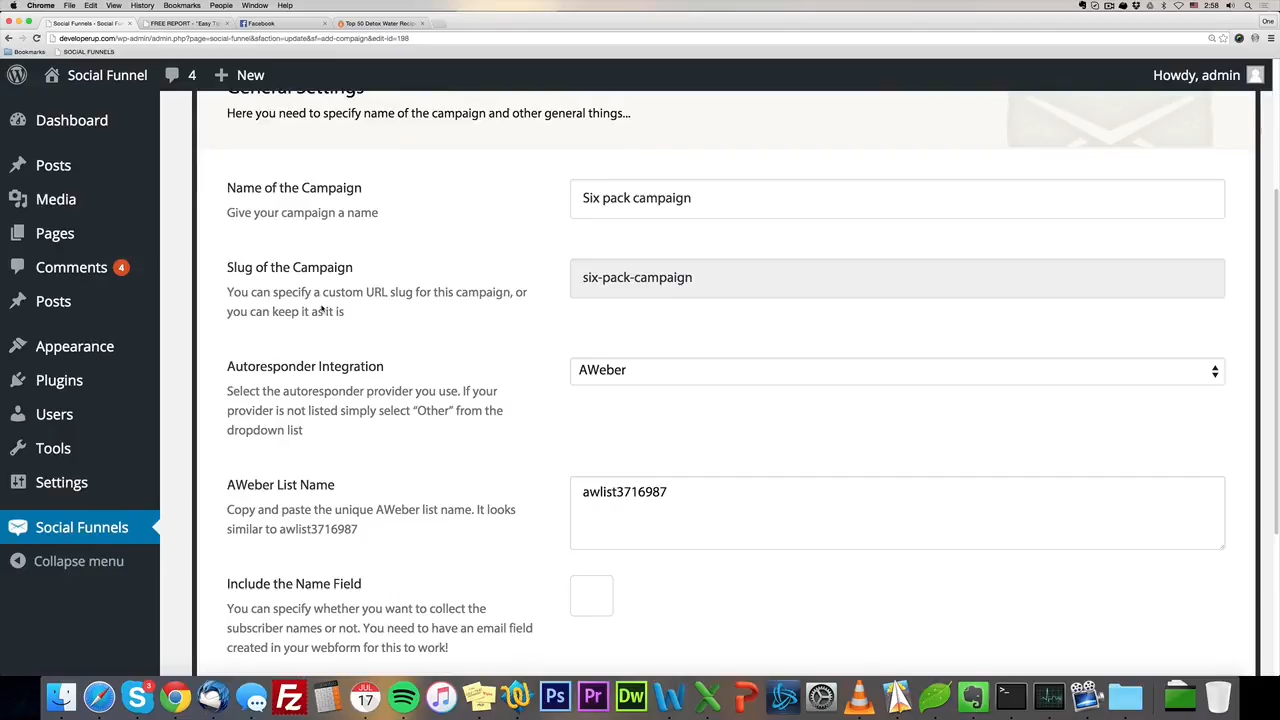 Chrome File Edit View History Bookmarks People Window Help
2:58
Social Funnels - Social Fu
FREE REPORT - "Easy
Facebook
Top 50 Detox Water Recip
One
developerup.com/wp-admin/admin.php?page=social-funnel&sfaction=update&sf=add-campaign&edit-id=198
Bookmarks
SOCIAL FUNNELS
Social Funnel
4
New
Howdy, admin
General Settings
Here you need to specify name of the campaign and other general things...
Dashboard
Posts
Media
Pages
Comments 4
Posts
Appearance
Plugins
Users
Tools
Settings
Social Funnels
Collapse menu
Name of the Campaign
Give your campaign a name
Six pack campaign
Slug of the Campaign
You can specify a custom URL slug for this campaign, or
you can keep it as it is
six-pack-campaign
Autoresponder Integration
Select the autoresponder provider you use. If your
provider is not listed simply select “Other” from the
dropdown list
AWeber
AWeber List Name
Copy and paste the unique AWeber list name. It looks
similar to awlist3716987
awlist3716987
Include the Name Field
You can specify whether you want to collect the
subscriber names or not. You need to have an email field
created in your webform for this to work!
3
JUL
17
Ps
Pr
Dw